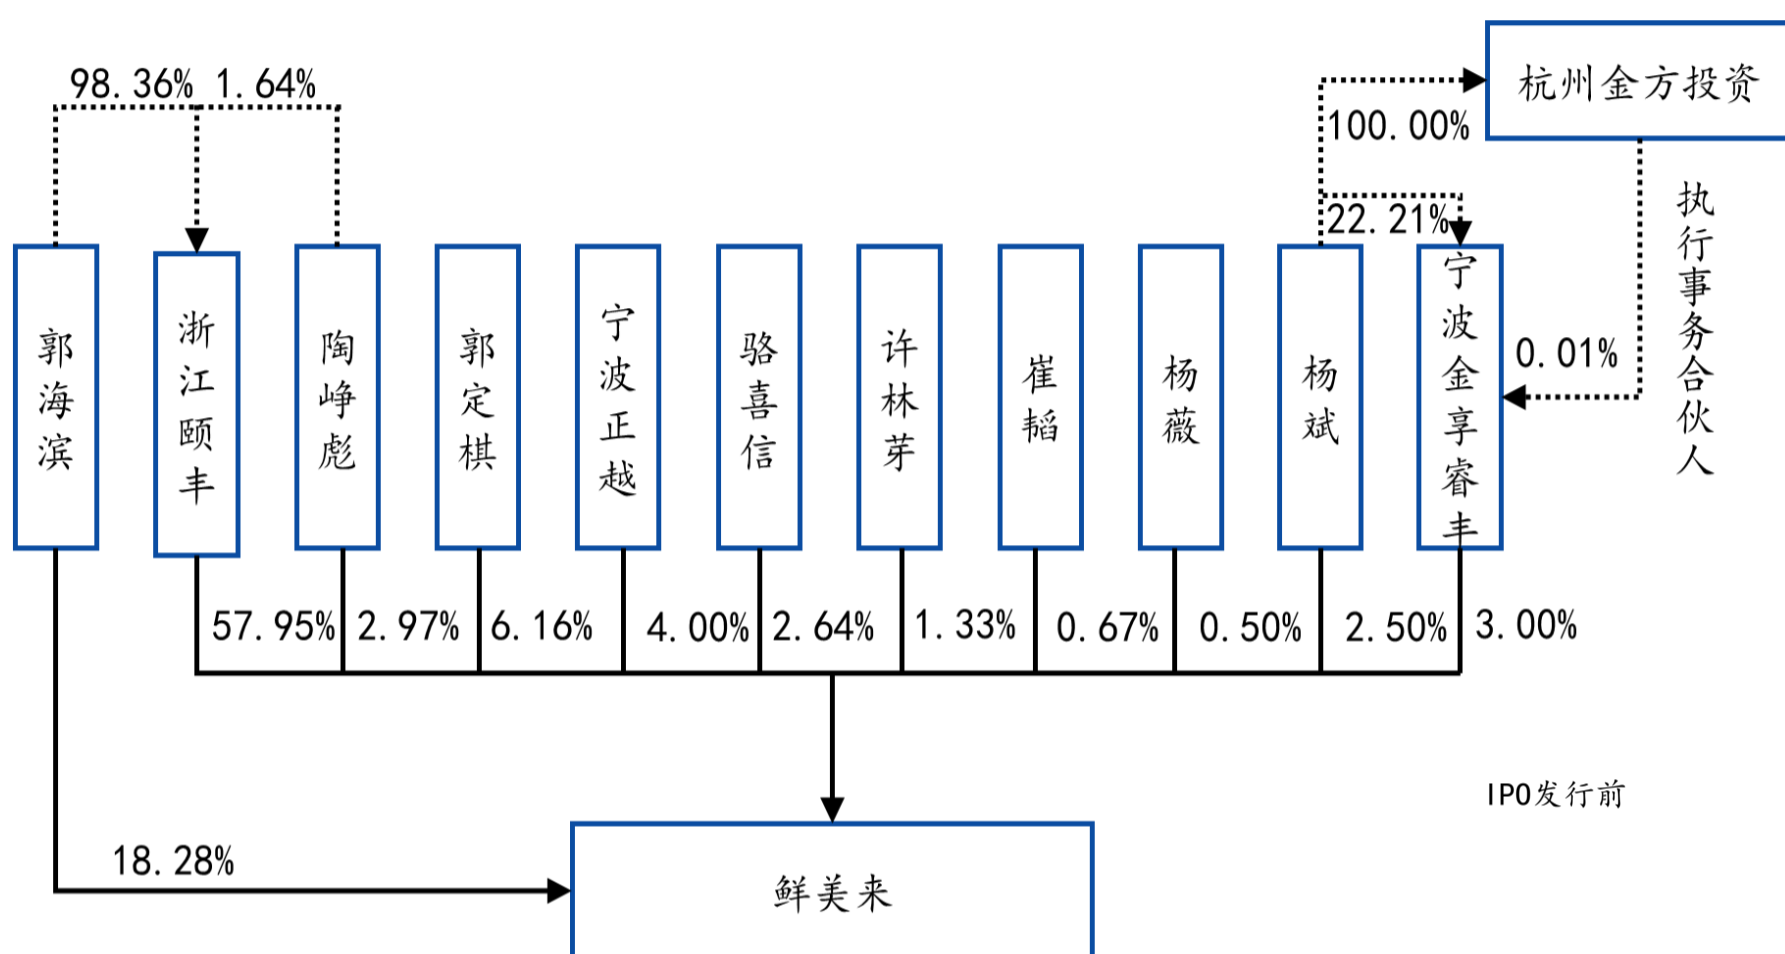 98.36%
1.64%
杭州金方投资
100.00%
22.21%
执行事务合伙人
0.01%
郭海滨
浙江颐丰
陶峥彪
郭定棋
宁波正越
骆喜信
许林芽
崔韬
杨薇
杨斌
宁波金享睿丰
57.95%
2.97%
6.16%
4.00%
2.64%
1.33%
0.67%
0.50%
2.50%
3.00%
IPO发行前
18.28%
鲜美来